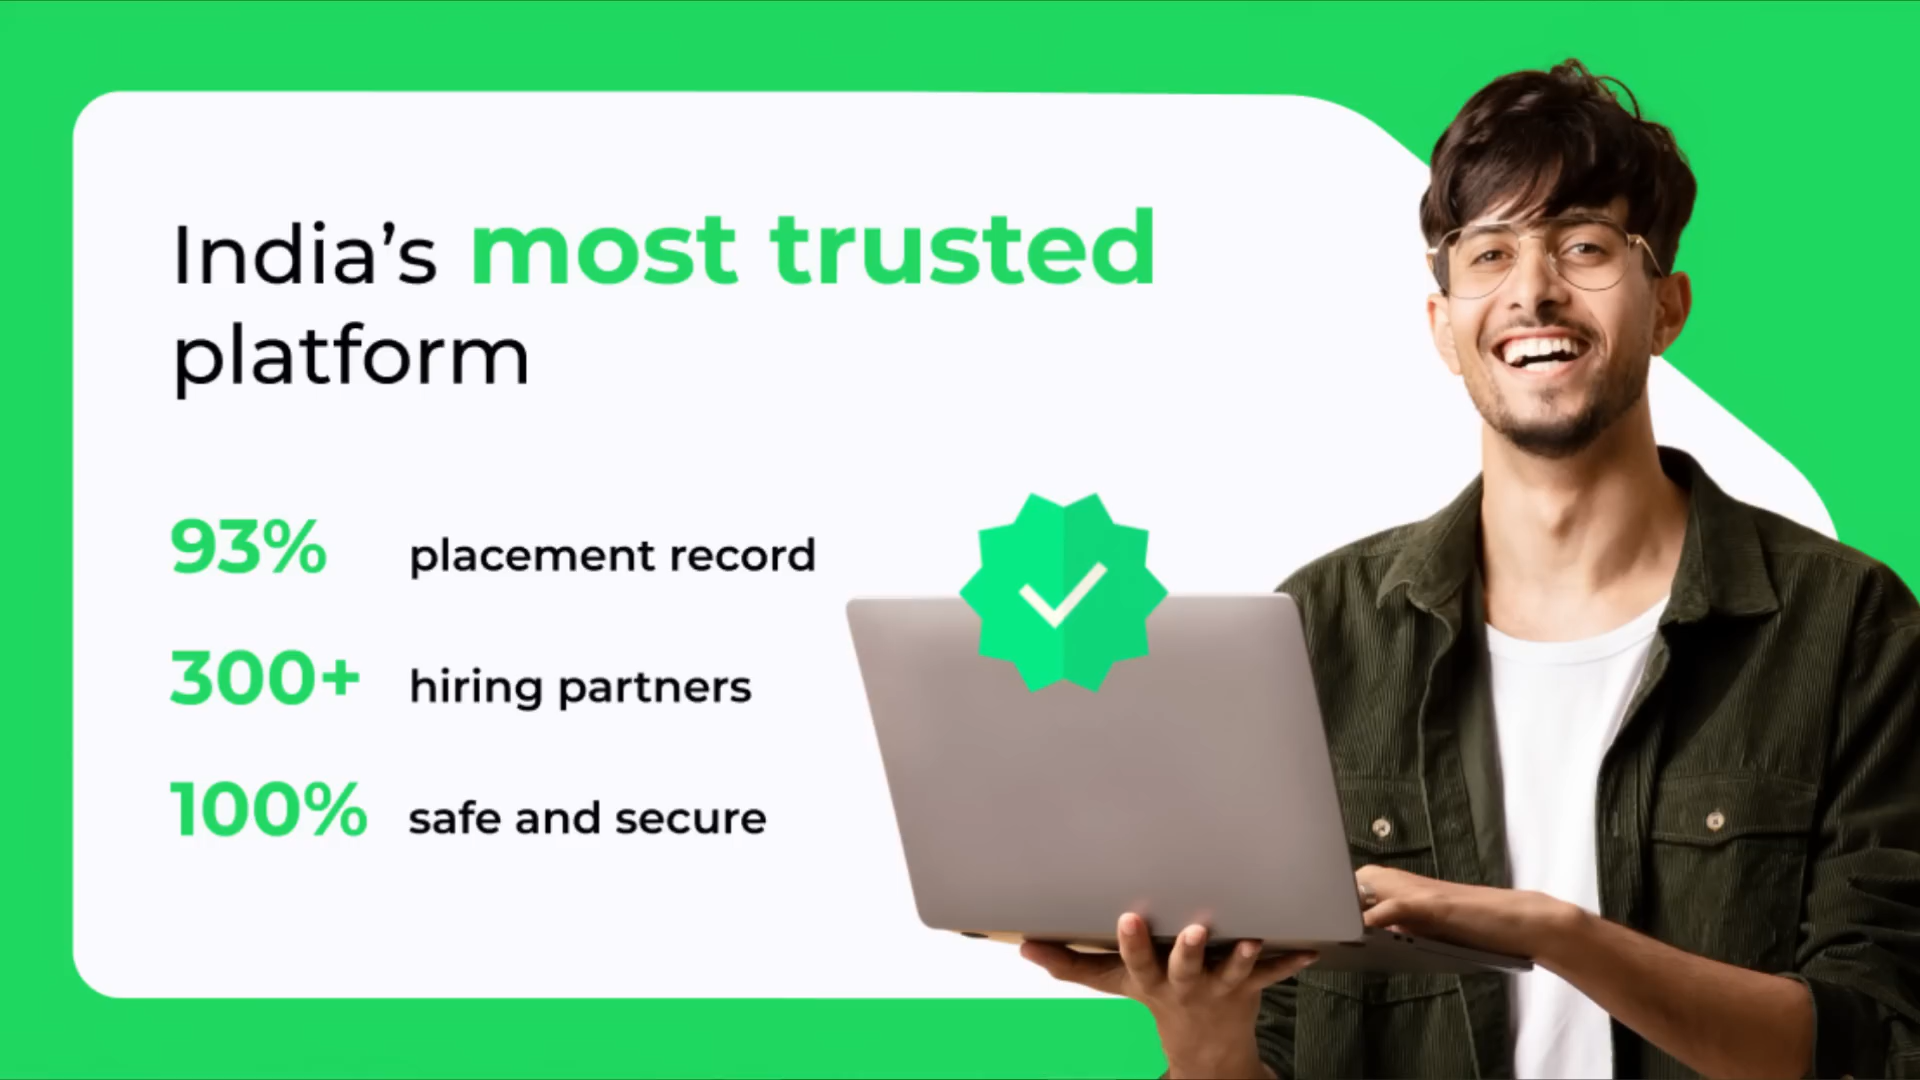 India’s most trusted
platform
93% placement record
300+ hiring partners
100% safe and secure